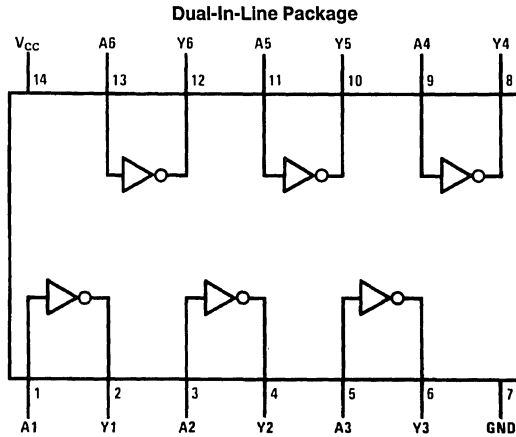 Dual-In-Line Package
VCC A6 Y6 A5 Y5 A4 Y4
14 13 12 11 10 9 8
1 2 3 4 5 6 7
A1 Y1 A2 Y2 A3 Y3 GND